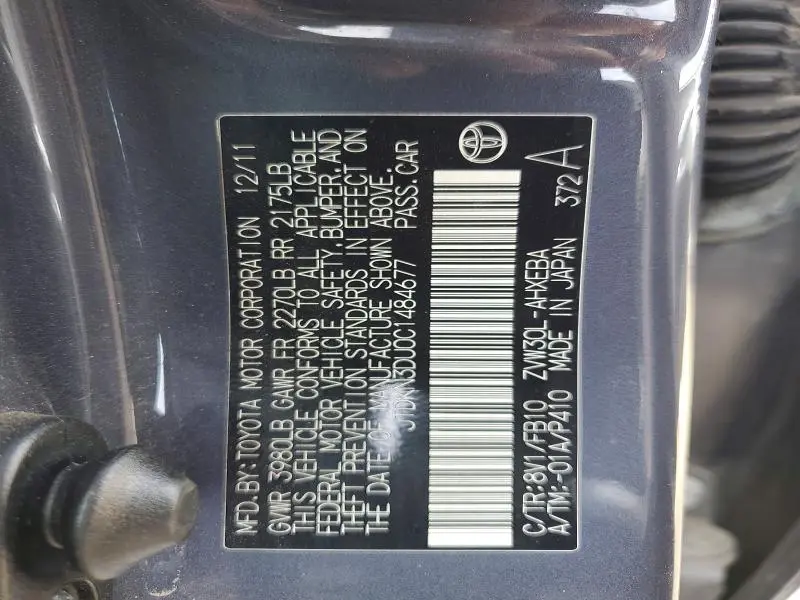 MFD. BY: TOYOTA MOTOR CORPORATION 12/11
GWR 3980LB GAWR FR 2270LB RR 2175LB
THIS VEHICLE CONFORMS TO ALL APPLICABLE
FEDERAL MOTOR VEHICLE SAFETY, BUMPER, AND
THEFT PREVENTION STANDARDS IN EFFECT ON
THE DATE OF MANUFACTURE SHOWN ABOVE.
JTDKN3DU0C1484677 PASS. CAR
C/TR: 8V1/FB10 ZVW30L-AHXEBA
A/TM: -01A/P410 MADE IN JAPAN 372 A